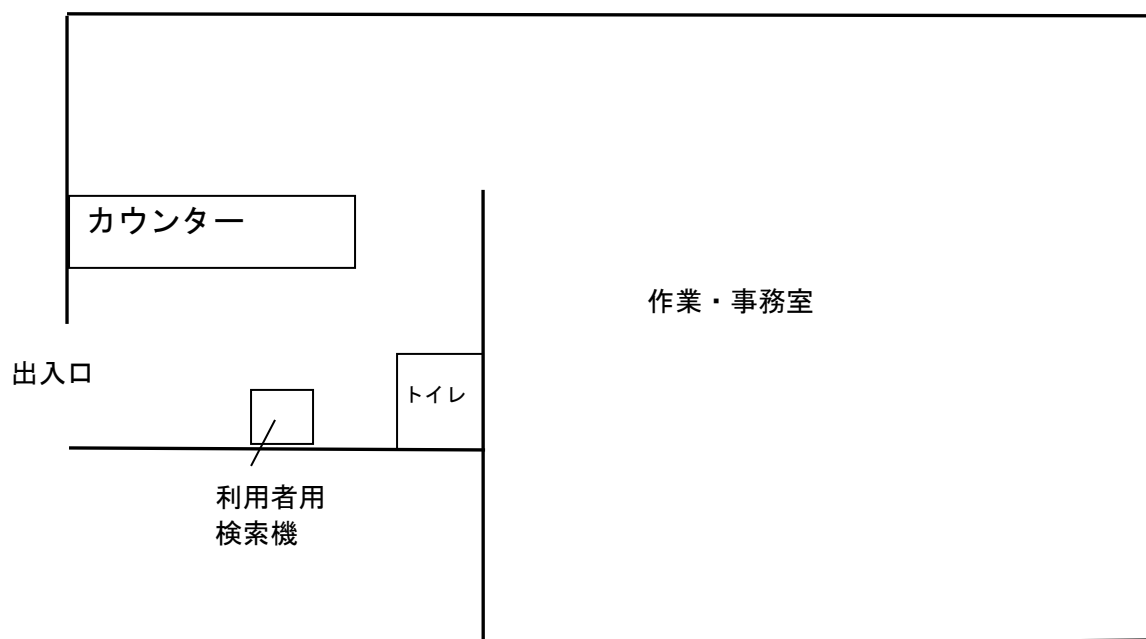 カウンター
作業・事務室
出入口
トイレ
利用者用
検索機